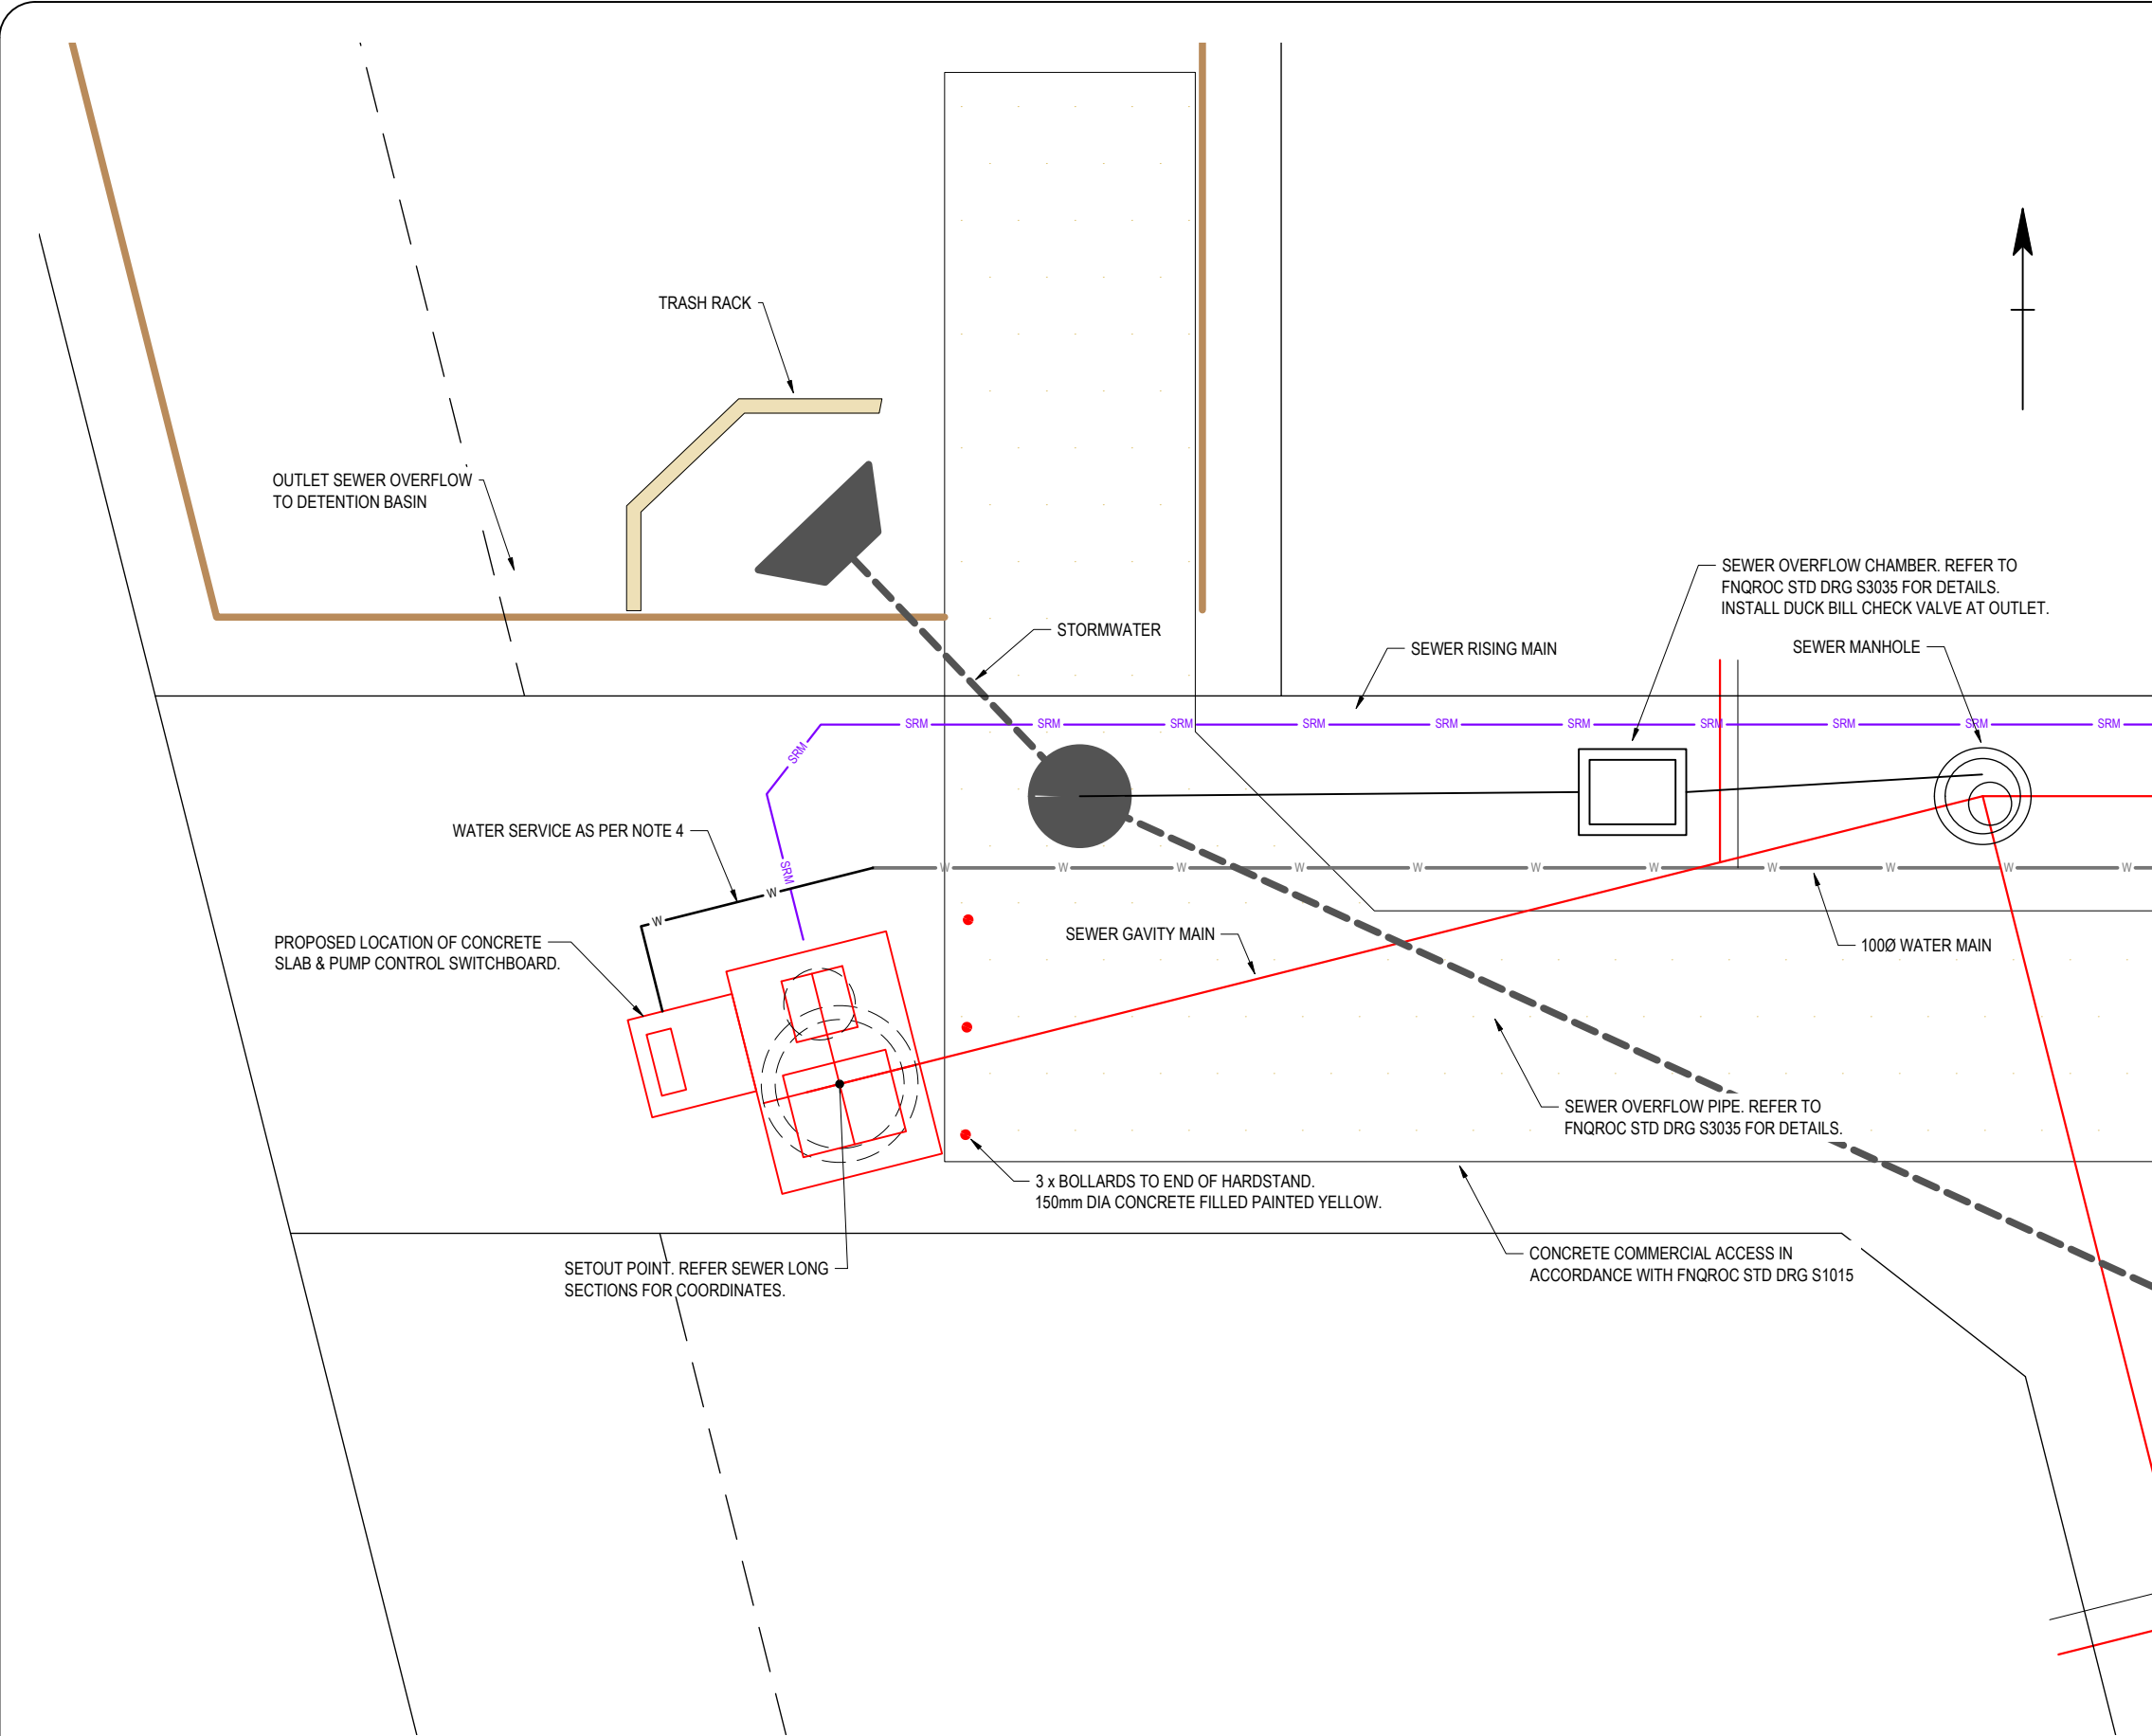 TRASH RACK
OUTLET SEWER OVERFLOW
TO DETENTION BASIN
SEWER OVERFLOW CHAMBER. REFER TO
FNQROC STD DRG S3035 FOR DETAILS.
INSTALL DUCK BILL CHECK VALVE AT OUTLET.
STORMWATER
SEWER RISING MAIN
SEWER MANHOLE
SRM SRM SRM SRM SRM SRM SRM SRM SRM SRM
SRM
WATER SERVICE AS PER NOTE 4
SRM
W W W W W W W W W W W
W
W
PROPOSED LOCATION OF CONCRETE
SLAB & PUMP CONTROL SWITCHBOARD.
SEWER GAVITY MAIN
100Ø WATER MAIN
SEWER OVERFLOW PIPE. REFER TO
FNQROC STD DRG S3035 FOR DETAILS.
3 x BOLLARDS TO END OF HARDSTAND.
150mm DIA CONCRETE FILLED PAINTED YELLOW.
CONCRETE COMMERCIAL ACCESS IN
ACCORDANCE WITH FNQROC STD DRG S1015
SETOUT POINT. REFER SEWER LONG
SECTIONS FOR COORDINATES.